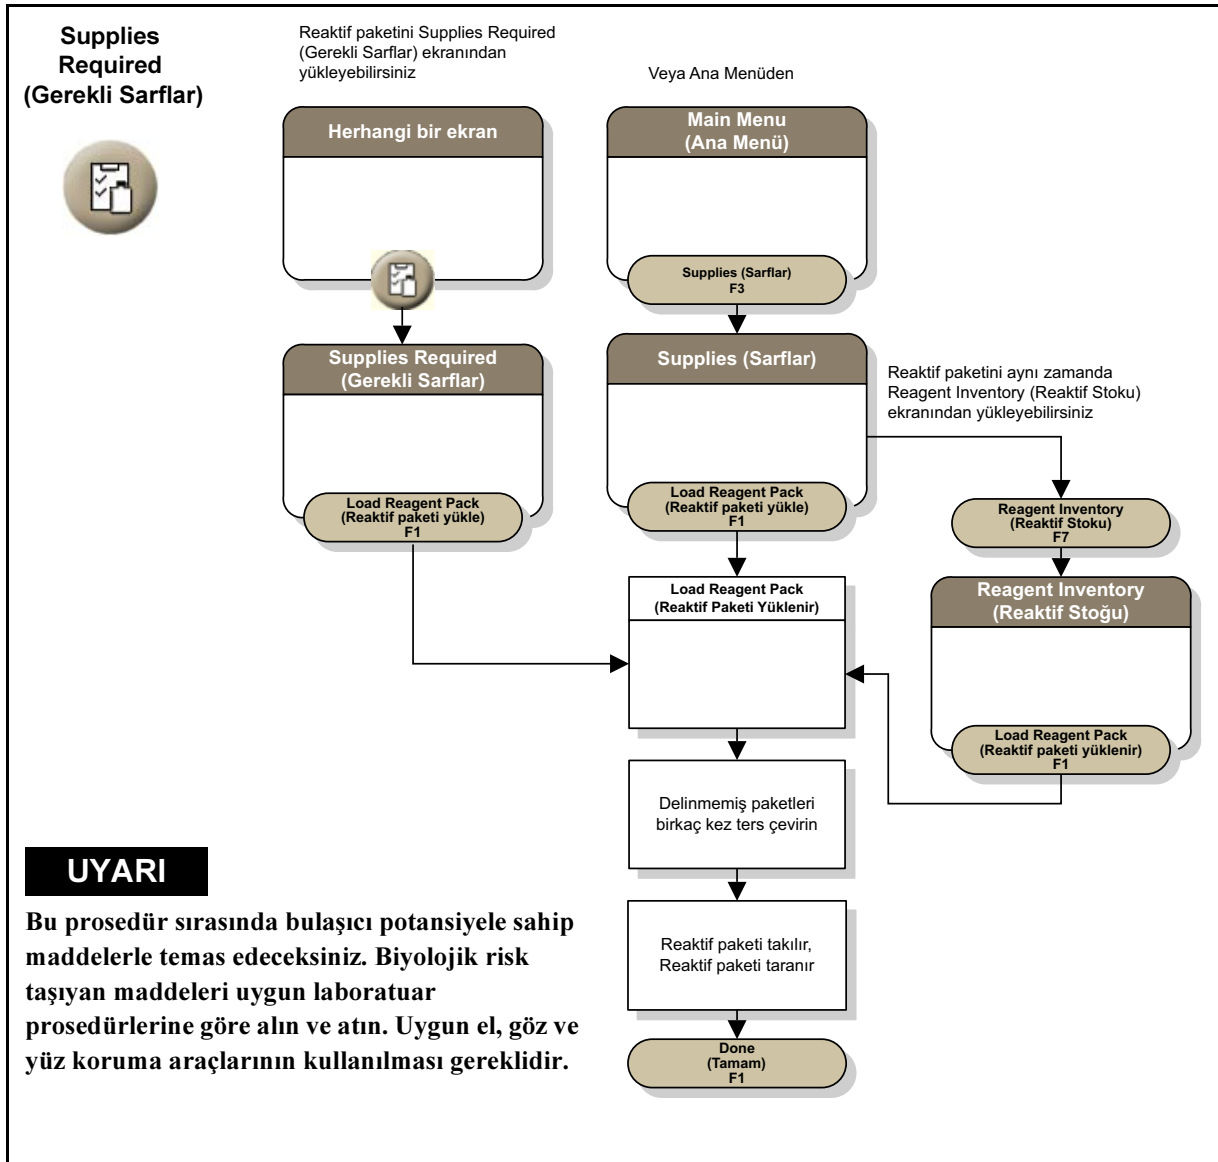 Supplies
Required
(Gerekli Sarflar)
Reaktif paketini Supplies Required
(Gerekli Sarflar) ekranından
yükleyebilirsiniz
Veya Ana Menüden
Herhangi bir ekran
Main Menu
(Ana Menü)
Supplies (Sarflar)
F3
Supplies Required
(Gerekli Sarflar)
Supplies (Sarflar)
Reaktif paketini aynı zamanda
Reagent Inventory (Reaktif Stoku)
ekranından yükleyebilirsiniz
Load Reagent Pack
(Reaktif paketi yükle)
F1
Load Reagent Pack
(Reaktif paketi yükle)
F1
Reagent Inventory
(Reaktif Stoku)
F7
Load Reagent Pack
(Reaktif Paketi Yüklenir)
Reagent Inventory
(Reaktif Stoğu)
Load Reagent Pack
(Reaktif paketi yüklenir)
F1
Delinmemiş paketleri
birkaç kez ters çevirin
Reaktif paketi takılır,
Reaktif paketi taranır
Done
(Tamam)
F1
UYARI
Bu prosedür sırasında bulaşıcı potansiyele sahip
maddelerle temas edeceksiniz. Biyolojik risk
taşıyan maddeleri uygun laboratuar
prosedürlerine göre alın ve atın. Uygun el, göz ve
yüz koruma araçlarının kullanılması gereklidir.